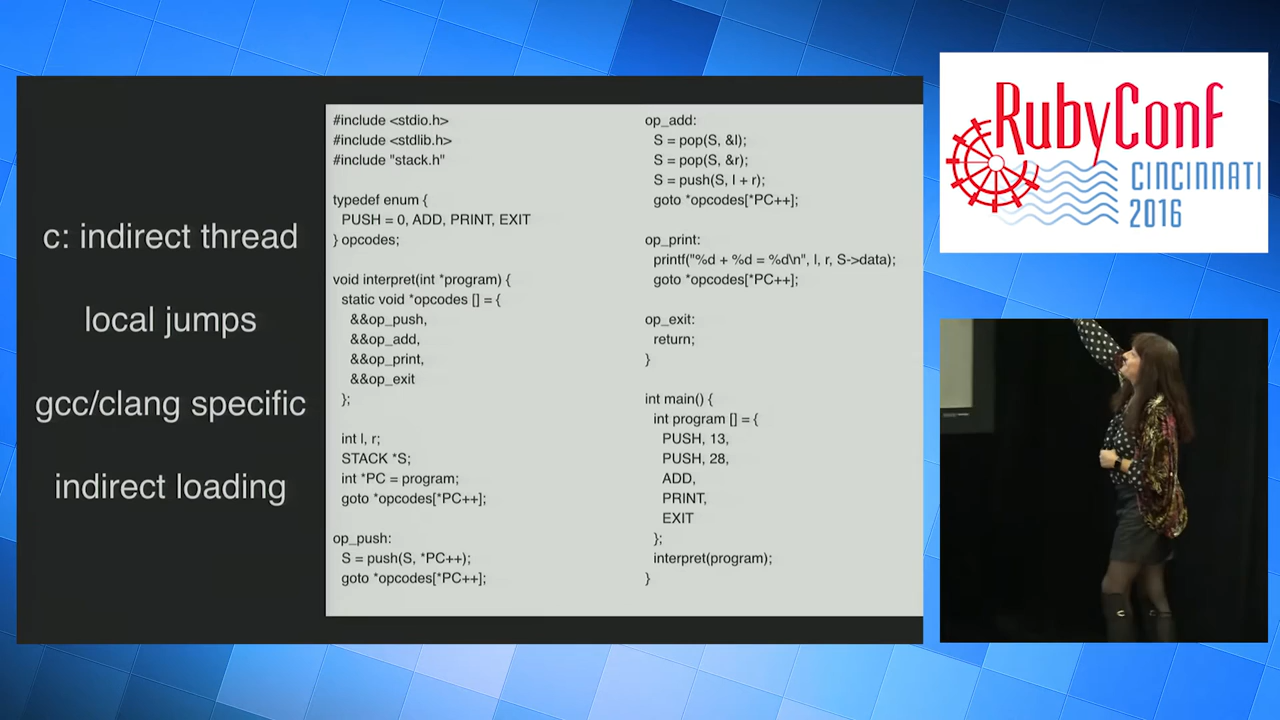 c: indirect thread
local jumps
gcc/clang specific
indirect loading
#include <stdio.h>
#include <stdlib.h>
#include "stack.h"
typedef enum {
PUSH = 0, ADD, PRINT, EXIT
} opcodes;
void interpret(int *program) {
static void *opcodes [] = {
&&op_push,
&&op_add,
&&op_print,
&&op_exit
};
int l, r;
STACK *S;
int *PC = program;
goto *opcodes[*PC++];
op_push:
S = push(S, *PC++);
goto *opcodes[*PC++];
op_add:
S = pop(S, &l);
S = pop(S, &r);
S = push(S, l + r);
goto *opcodes[*PC++];
op_print:
printf("%d + %d = %d\n", l, r, S->data);
goto *opcodes[*PC++];
op_exit:
return;
}
int main() {
int program [] = {
PUSH, 13,
PUSH, 28,
ADD,
PRINT,
EXIT
};
interpret(program);
}
RubyConf
CINCINNATI
2016